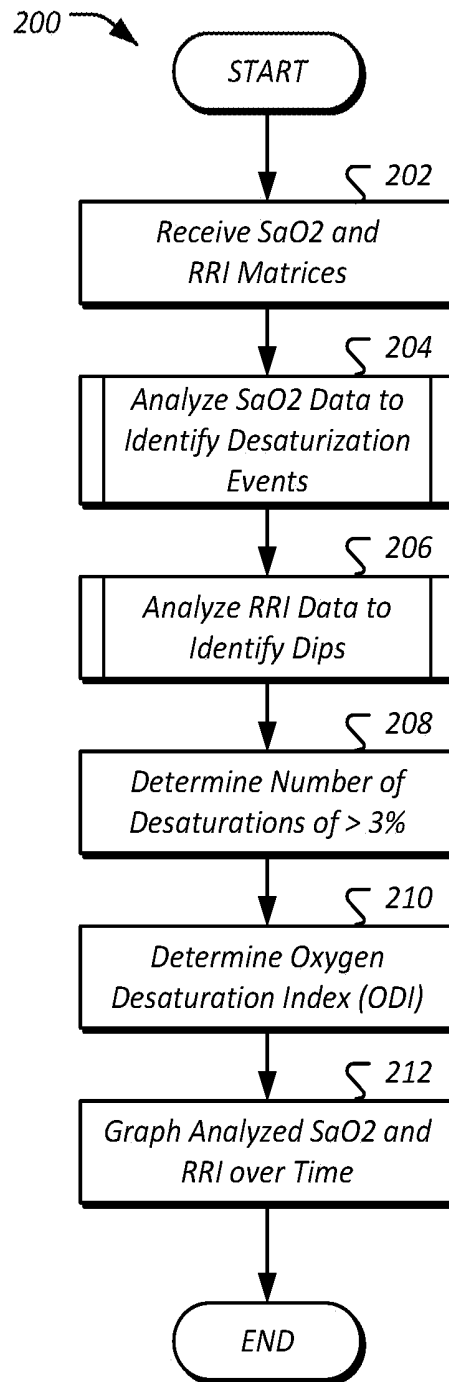 200
START
202
Receive SaO2 and
RRI Matrices
204
Analyze SaO2 Data to
Identify Desaturization
Events
206
Analyze RRI Data to
Identify Dips
208
Determine Number of
Desaturations of > 3%
210
Determine Oxygen
Desaturation Index (ODI)
212
Graph Analyzed SaO2 and
RRI over Time
END